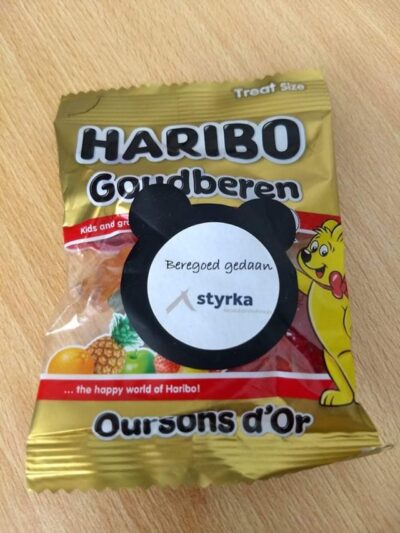 Treat Size
HARIBO
Goudberen
Kids and gr
Beregoed gedaan
styrka
... the happy world of Haribo!
Oursons d'Or